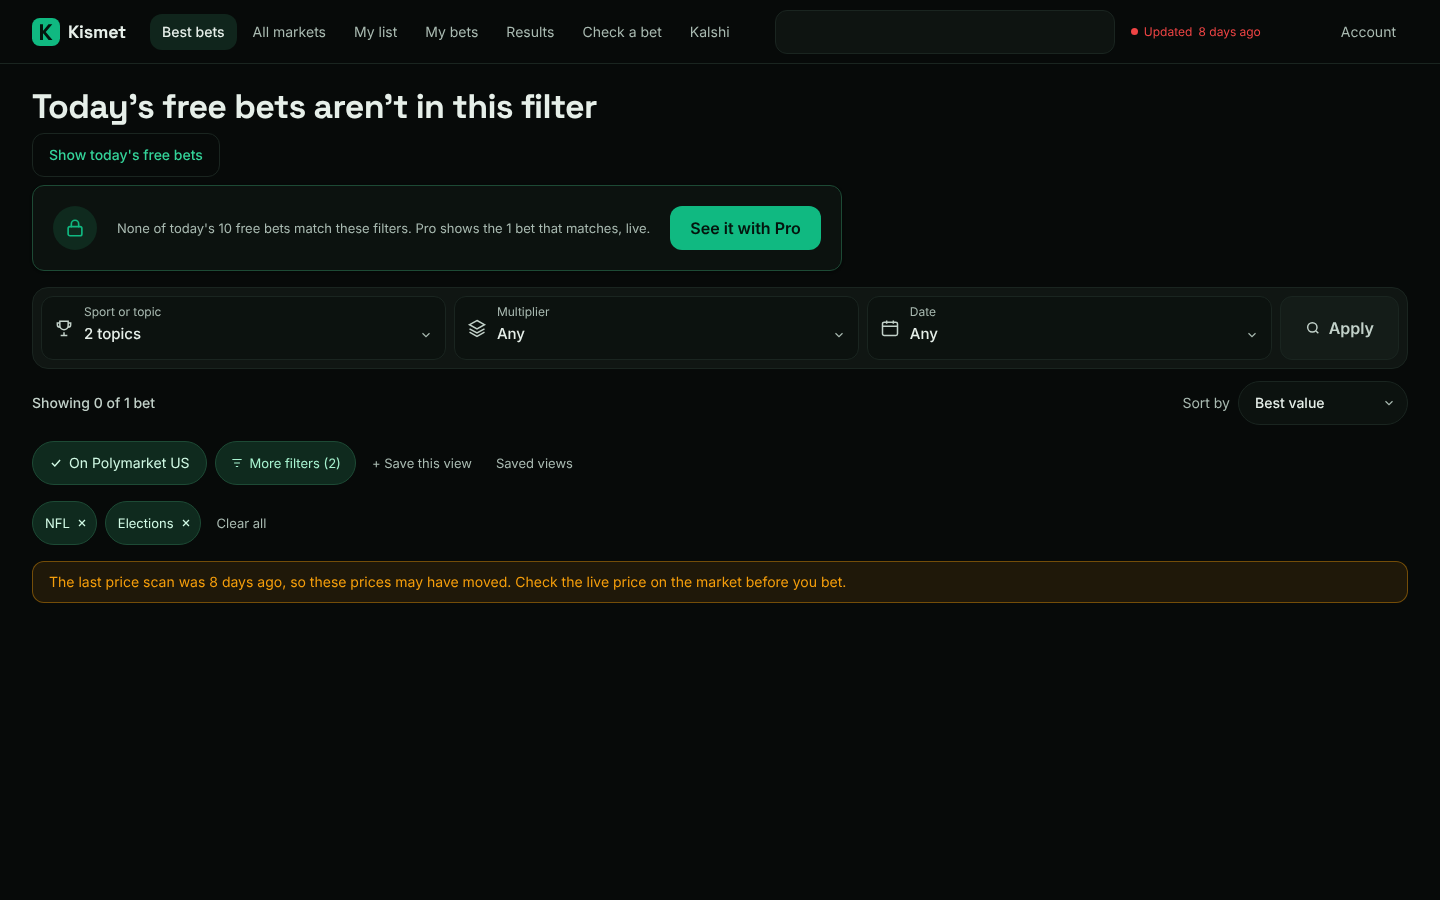 K Kismet Best bets All markets My list My bets Results Check a bet Kalshi Updated 8 days ago Account
Today’s free bets aren’t in this filter
Show today's free bets
None of today's 10 free bets match these filters. Pro shows the 1 bet that matches, live. See it with Pro
Sport or topic
2 topics
Multiplier
Any
Date
Any
Apply
Showing 0 of 1 bet
Sort by Best value
On Polymarket US More filters (2) + Save this view Saved views
NFL × Elections × Clear all
The last price scan was 8 days ago, so these prices may have moved. Check the live price on the market before you bet.